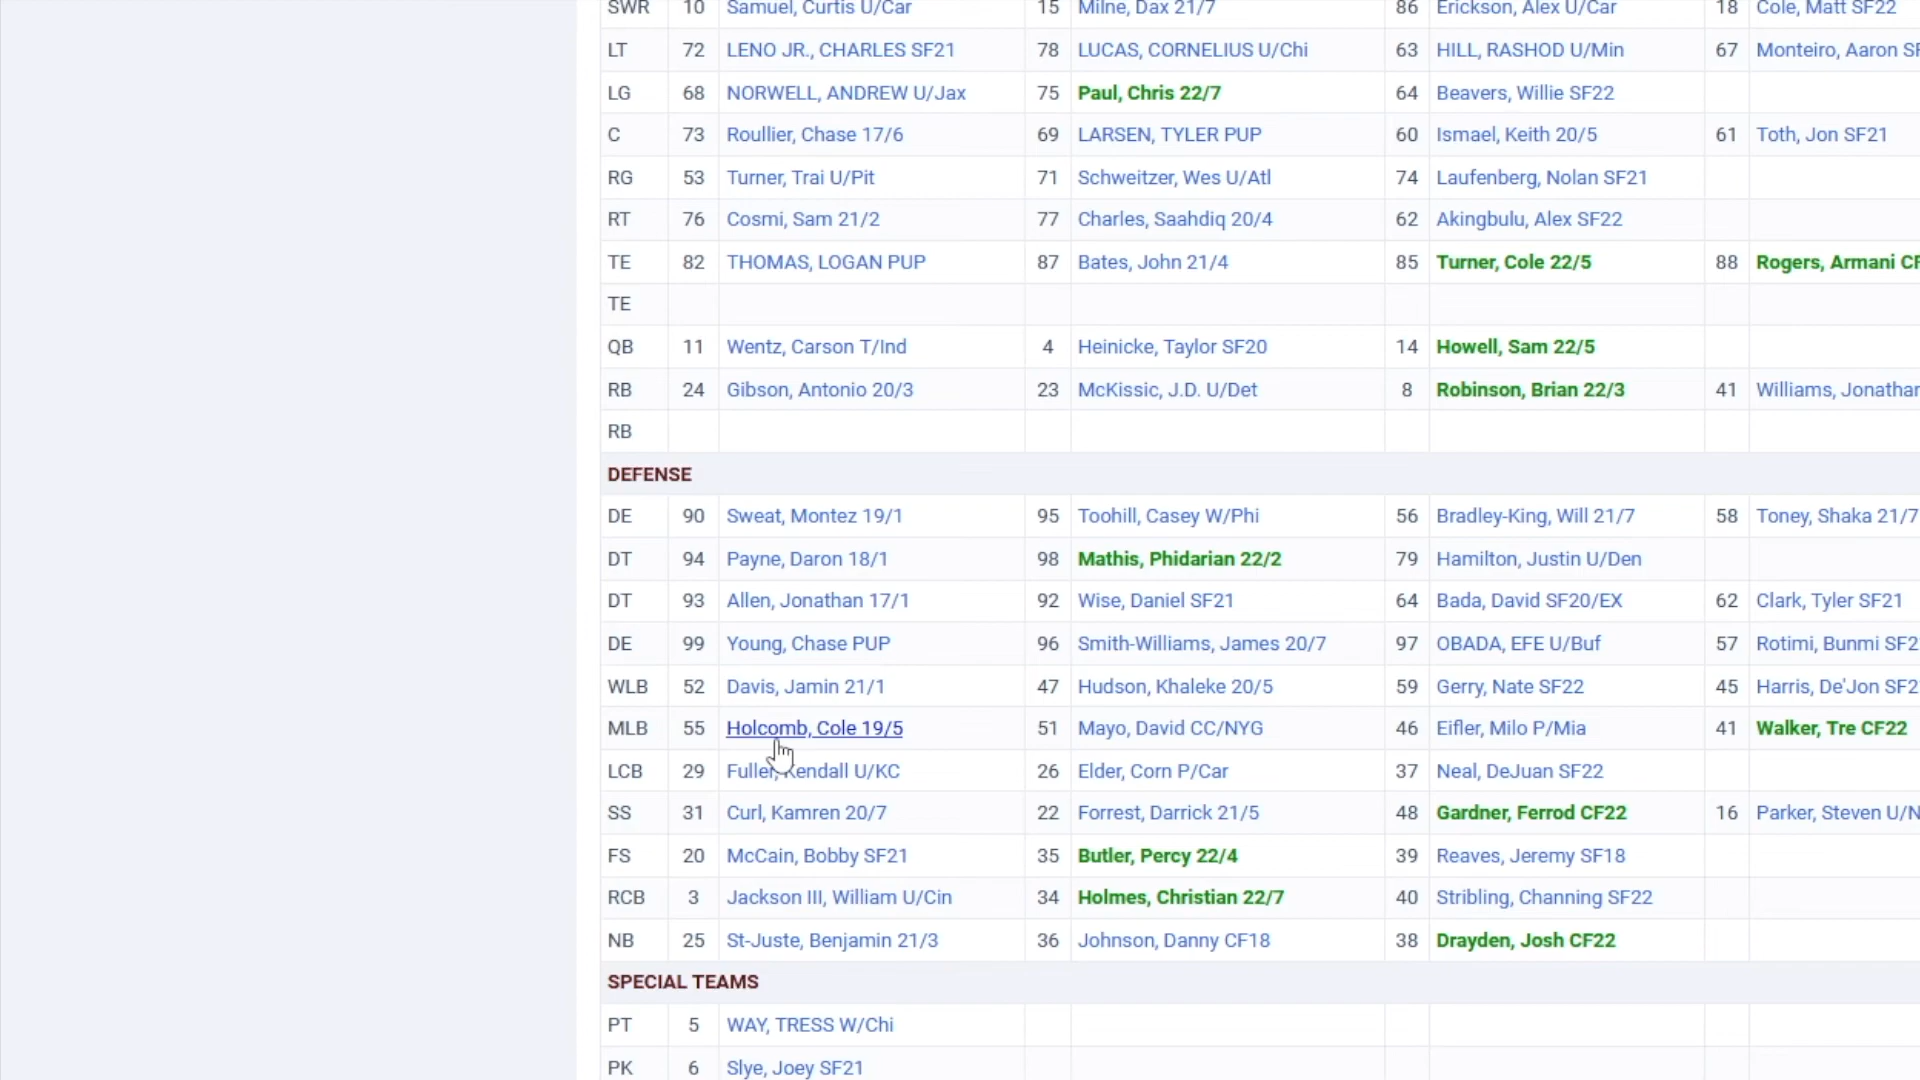 SWR 10 Samuel, Curtis U/Car 15 Milne, Dax 21/7 86 Erickson, Alex U/Car 18 Cole, Matt SF22
LT 72 LENO JR., CHARLES SF21 78 LUCAS, CORNELIUS U/Chi 63 HILL, RASHOD U/Min 67 Monteiro, Aaron SF
LG 68 NORWELL, ANDREW U/Jax 75 Paul, Chris 22/7 64 Beavers, Willie SF22
C 73 Roullier, Chase 17/6 69 LARSEN, TYLER PUP 60 Ismael, Keith 20/5 61 Toth, Jon SF21
RG 53 Turner, Trai U/Pit 71 Schweitzer, Wes U/Atl 74 Laufenberg, Nolan SF21
RT 76 Cosmi, Sam 21/2 77 Charles, Saahdiq 20/4 62 Akingbulu, Alex SF22
TE 82 THOMAS, LOGAN PUP 87 Bates, John 21/4 85 Turner, Cole 22/5 88 Rogers, Armani CF
TE
QB 11 Wentz, Carson T/Ind 4 Heinicke, Taylor SF20 14 Howell, Sam 22/5
RB 24 Gibson, Antonio 20/3 23 McKissic, J.D. U/Det 8 Robinson, Brian 22/3 41 Williams, Jonathan
RB
DEFENSE
DE 90 Sweat, Montez 19/1 95 Toohill, Casey W/Phi 56 Bradley-King, Will 21/7 58 Toney, Shaka 21/7
DT 94 Payne, Daron 18/1 98 Mathis, Phidarian 22/2 79 Hamilton, Justin U/Den
DT 93 Allen, Jonathan 17/1 92 Wise, Daniel SF21 64 Bada, David SF20/EX 62 Clark, Tyler SF21
DE 99 Young, Chase PUP 96 Smith-Williams, James 20/7 97 OBADA, EFE U/Buf 57 Rotimi, Bunmi SF2
WLB 52 Davis, Jamin 21/1 47 Hudson, Khaleke 20/5 59 Gerry, Nate SF22 45 Harris, De'Jon SF2
MLB 55 Holcomb, Cole 19/5 51 Mayo, David CC/NYG 46 Eifler, Milo P/Mia 41 Walker, Tre CF22
LCB 29 Fuller, Kendall U/KC 26 Elder, Corn P/Car 37 Neal, DeJuan SF22
SS 31 Curl, Kamren 20/7 22 Forrest, Darrick 21/5 48 Gardner, Ferrod CF22 16 Parker, Steven U/N
FS 20 McCain, Bobby SF21 35 Butler, Percy 22/4 39 Reaves, Jeremy SF18
RCB 3 Jackson III, William U/Cin 34 Holmes, Christian 22/7 40 Stribling, Channing SF22
NB 25 St-Juste, Benjamin 21/3 36 Johnson, Danny CF18 38 Drayden, Josh CF22
SPECIAL TEAMS
PT 5 WAY, TRESS W/Chi
PK 6 Slye, Joey SF21